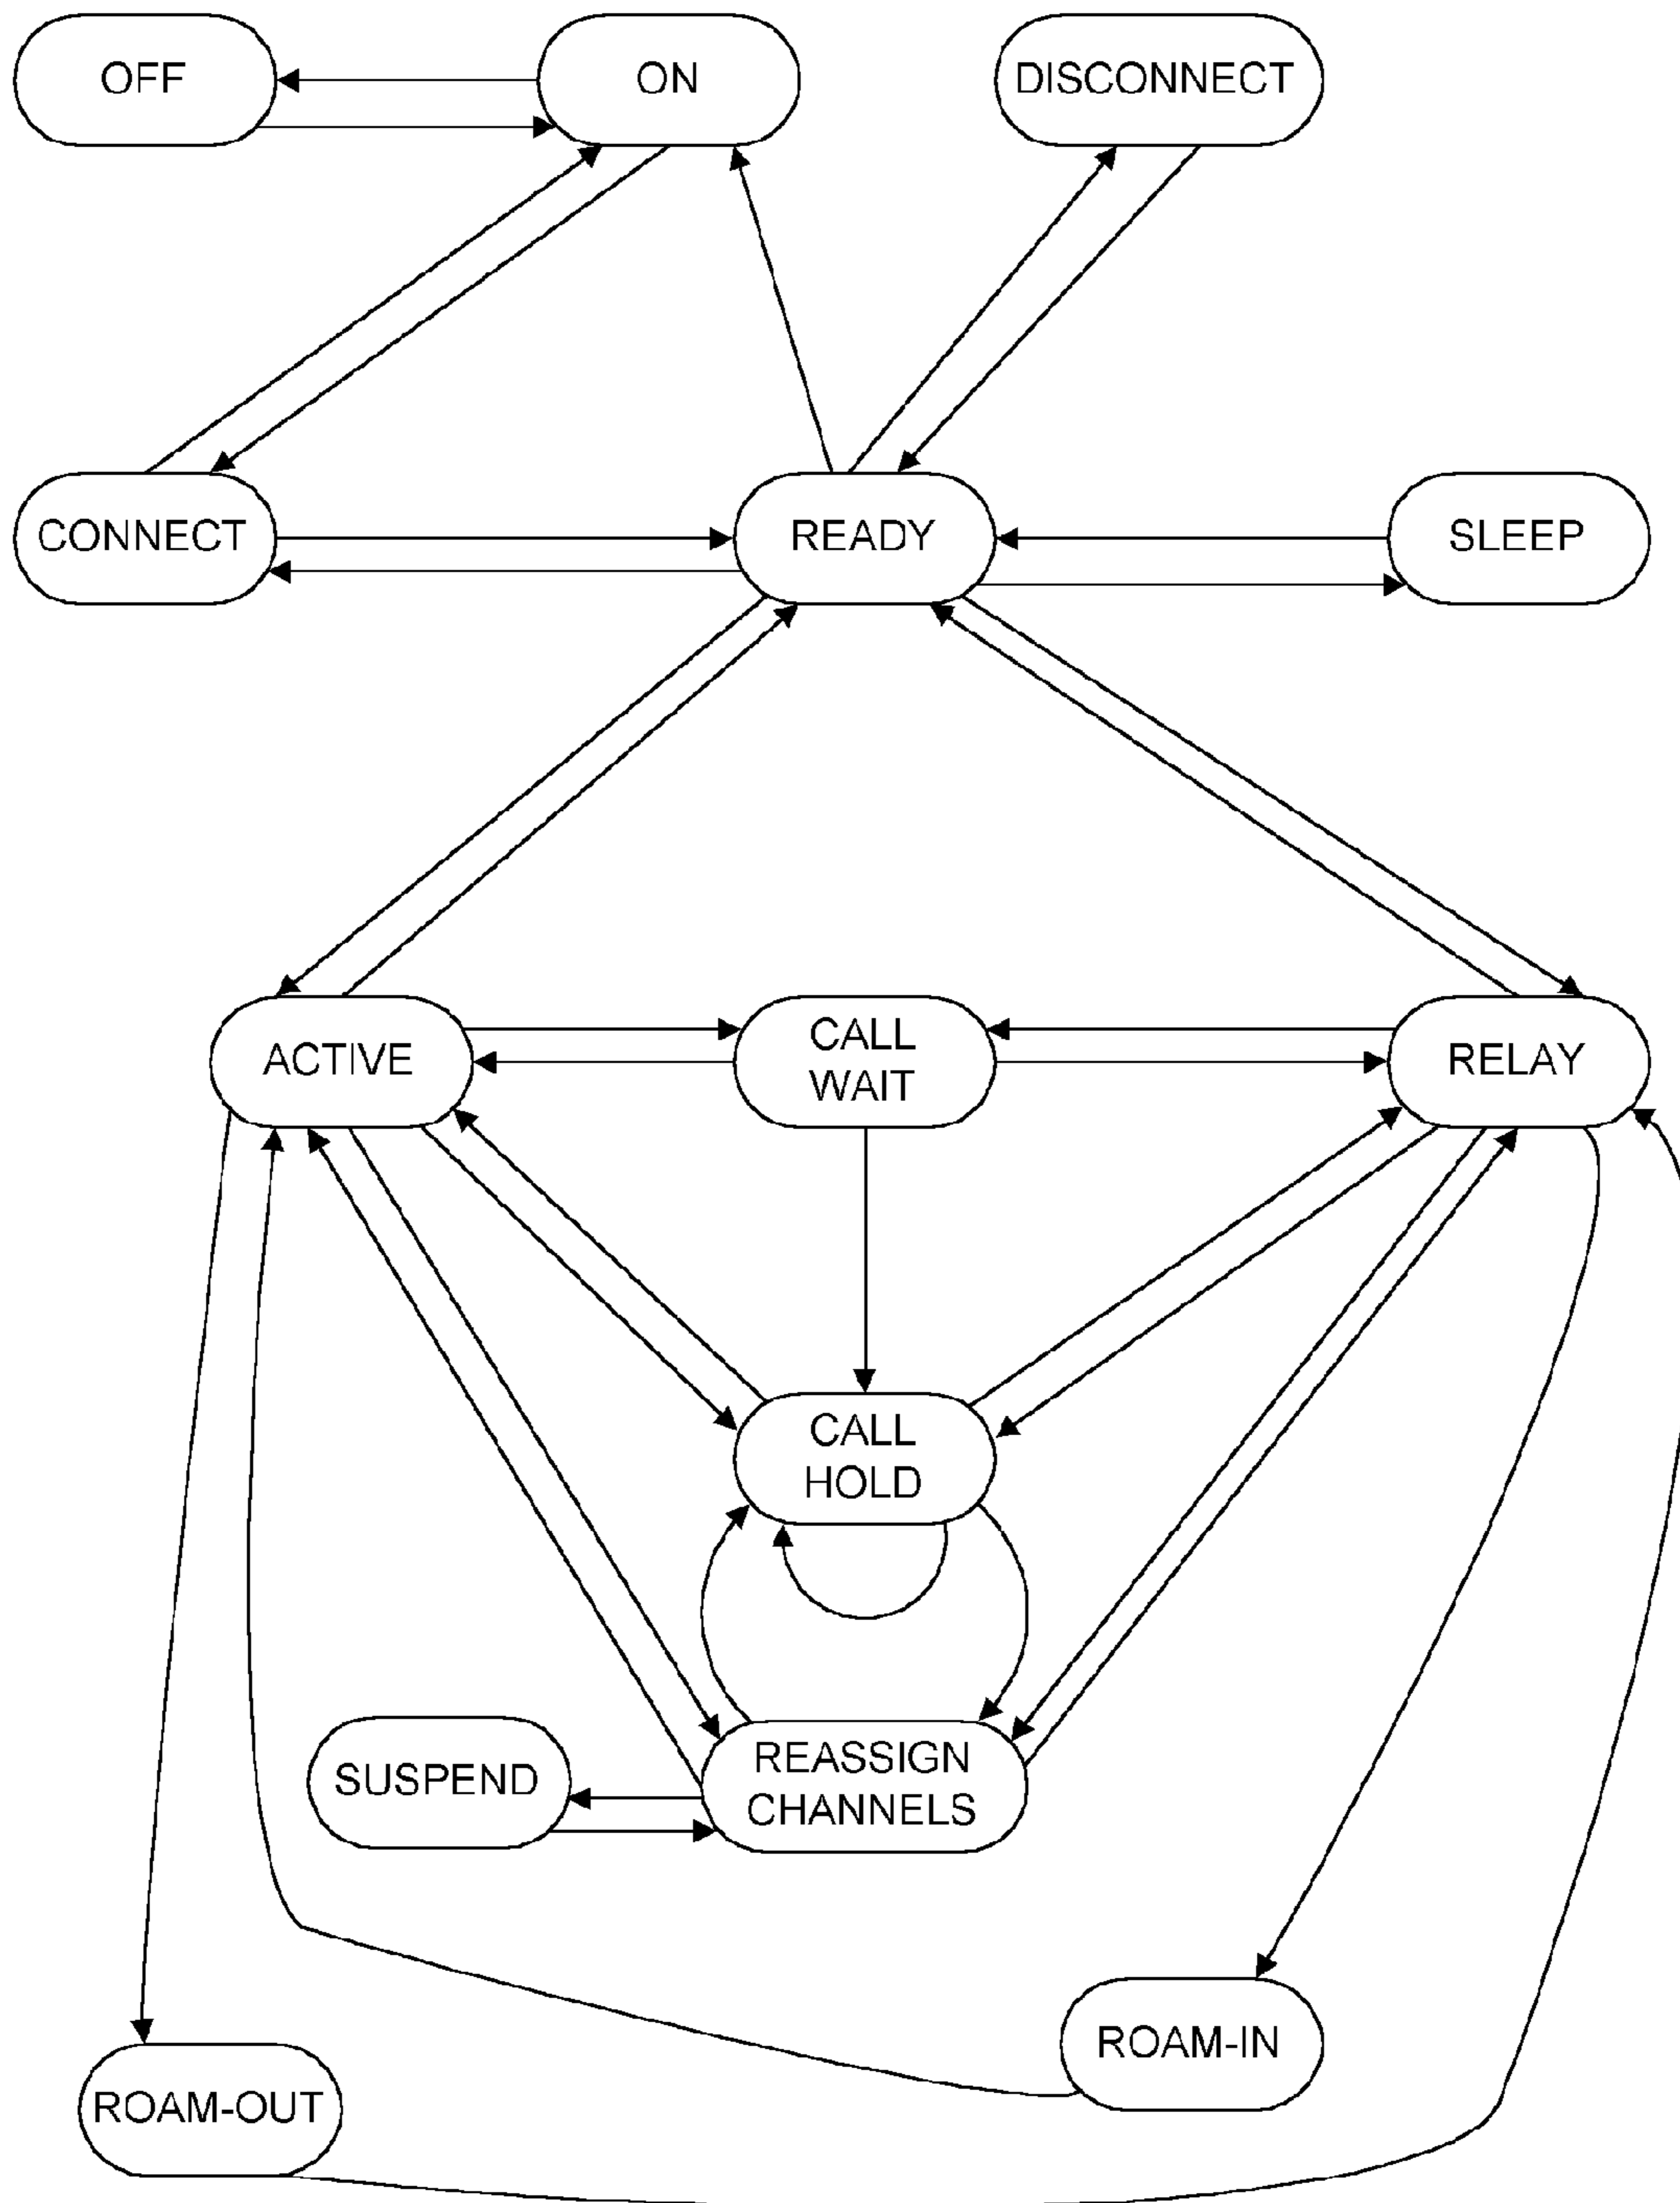 OFF
ON
DISCONNECT
CONNECT
READY
SLEEP
ACTIVE
CALL
WAIT
RELAY
CALL
HOLD
SUSPEND
REASSIGN
CHANNELS
ROAM-IN
ROAM-OUT